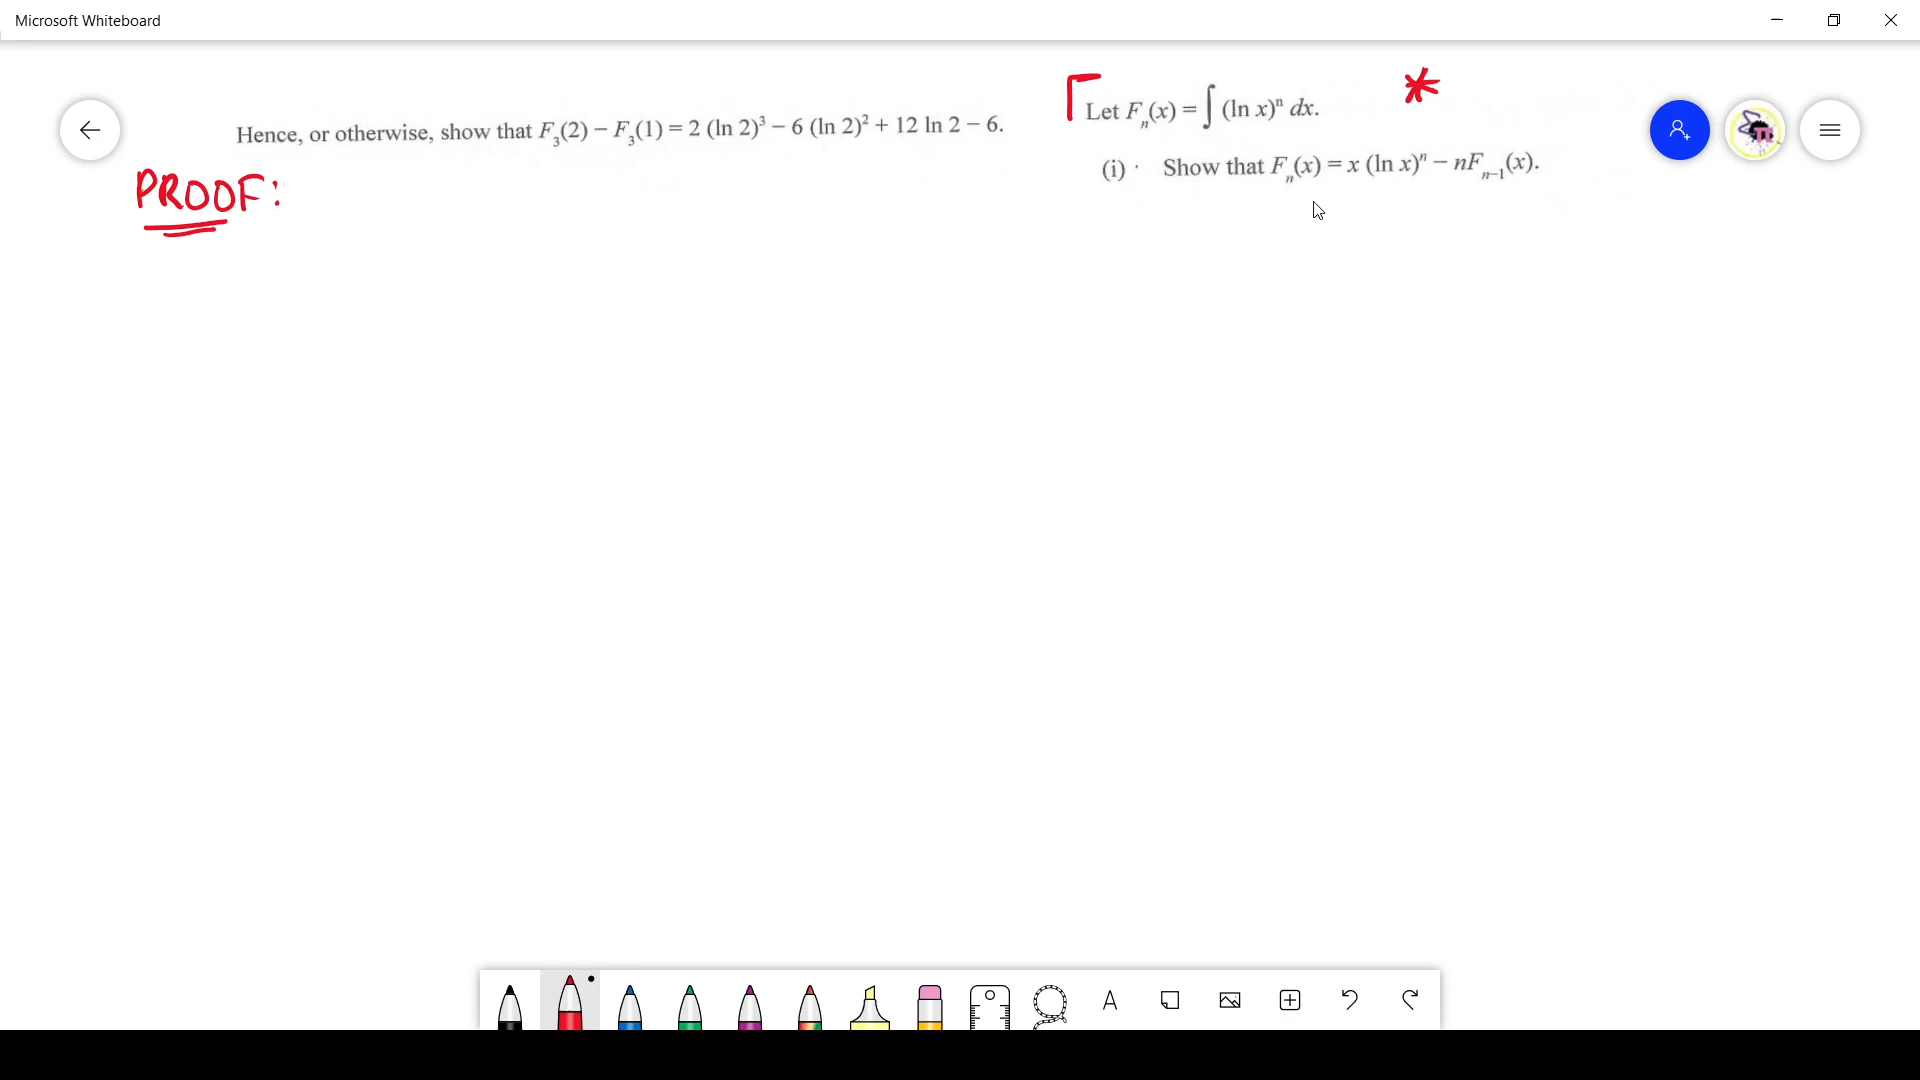 Microsoft Whiteboard
Hence, or otherwise, show that F₃(2) − F₃(1) = 2 (ln 2)³ − 6 (ln 2)² + 12 ln 2 − 6.
PROOF:
Let Fₙ(x) = ∫ (ln x)ⁿ dx. *
(i) · Show that Fₙ(x) = x (ln x)ⁿ − nFₙ₋₁(x).
A